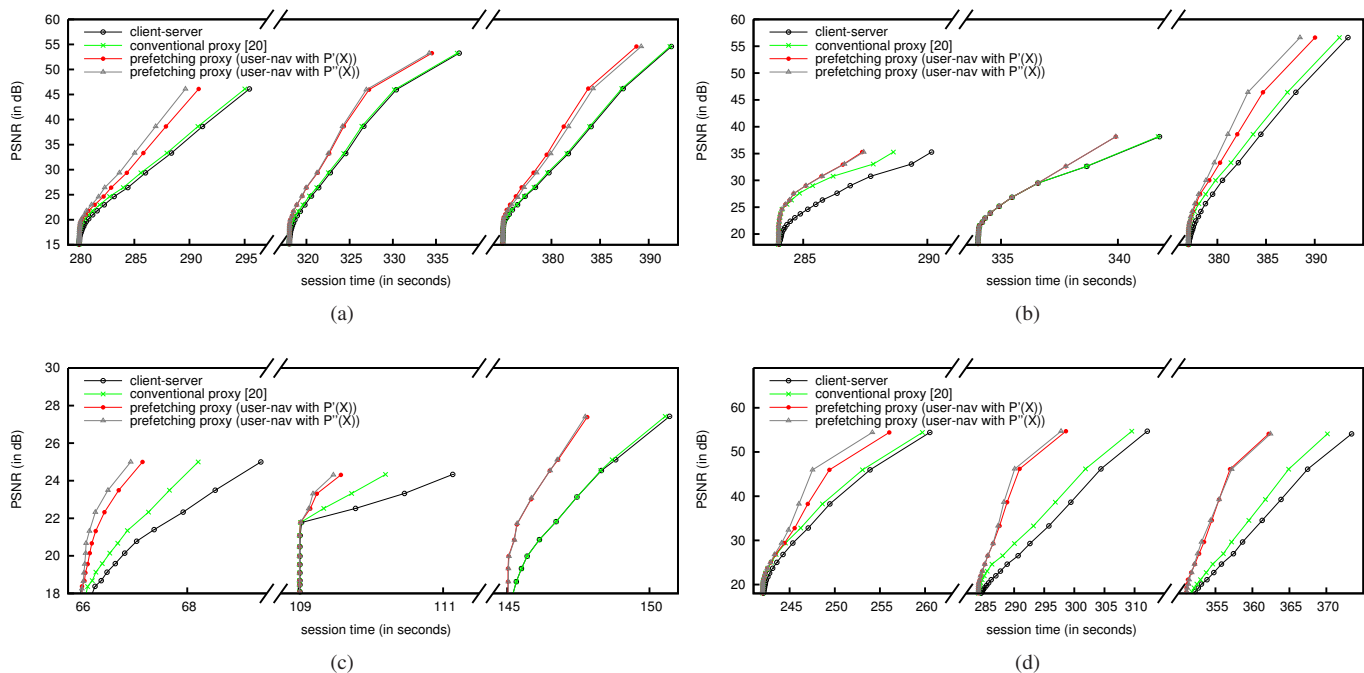 60
55
50
45
40
35
30
25
20
15
PSNR (in dB)
client-server
conventional proxy [20]
prefetching proxy (user-nav with P'(X))
prefetching proxy (user-nav with P''(X))
280 285 290 295 320 325 330 335 380 385 390
session time (in seconds)
(a)
60
50
40
30
20
PSNR (in dB)
client-server
conventional proxy [20]
prefetching proxy (user-nav with P'(X))
prefetching proxy (user-nav with P''(X))
285 290 335 340 380 385 390
session time (in seconds)
(b)
30
28
26
24
22
20
18
PSNR (in dB)
client-server
conventional proxy [20]
prefetching proxy (user-nav with P'(X))
prefetching proxy (user-nav with P''(X))
66 68 109 111 145 150
session time (in seconds)
(c)
60
50
40
30
20
PSNR (in dB)
client-server
conventional proxy [20]
prefetching proxy (user-nav with P'(X))
prefetching proxy (user-nav with P''(X))
245 250 255 260 285 290 295 300 305 310 355 360 365 370
session time (in seconds)
(d)